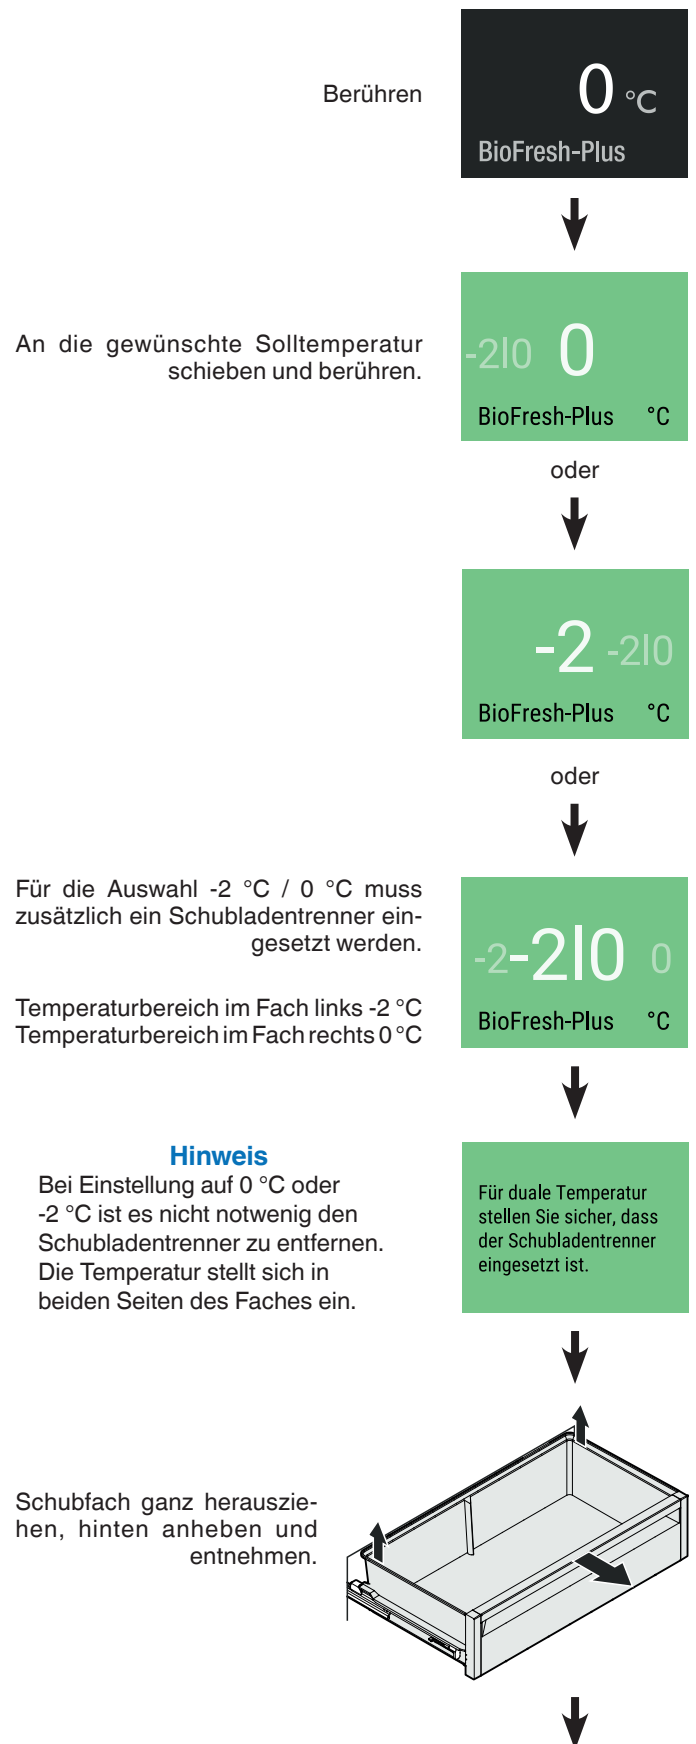 Berühren
0 °C
BioFresh-Plus
An die gewünschte Solltemperatur
schieben und berühren.
-2|0 0
BioFresh-Plus °C
oder
-2 -2|0
BioFresh-Plus °C
oder
Für die Auswahl -2 °C / 0 °C muss
zusätzlich ein Schubladentrenner ein-
gesetzt werden.
Temperaturbereich im Fach links -2 °C
Temperaturbereich im Fach rechts 0 °C
-2 -2|0 0
BioFresh-Plus °C
Hinweis
Bei Einstellung auf 0 °C oder
-2 °C ist es nicht notwenig den
Schubladentrenner zu entfernen.
Die Temperatur stellt sich in
beiden Seiten des Faches ein.
Für duale Temperatur
stellen Sie sicher, dass
der Schubladentrenner
eingesetzt ist.
Schubfach ganz herauszie-
hen, hinten anheben und
entnehmen.